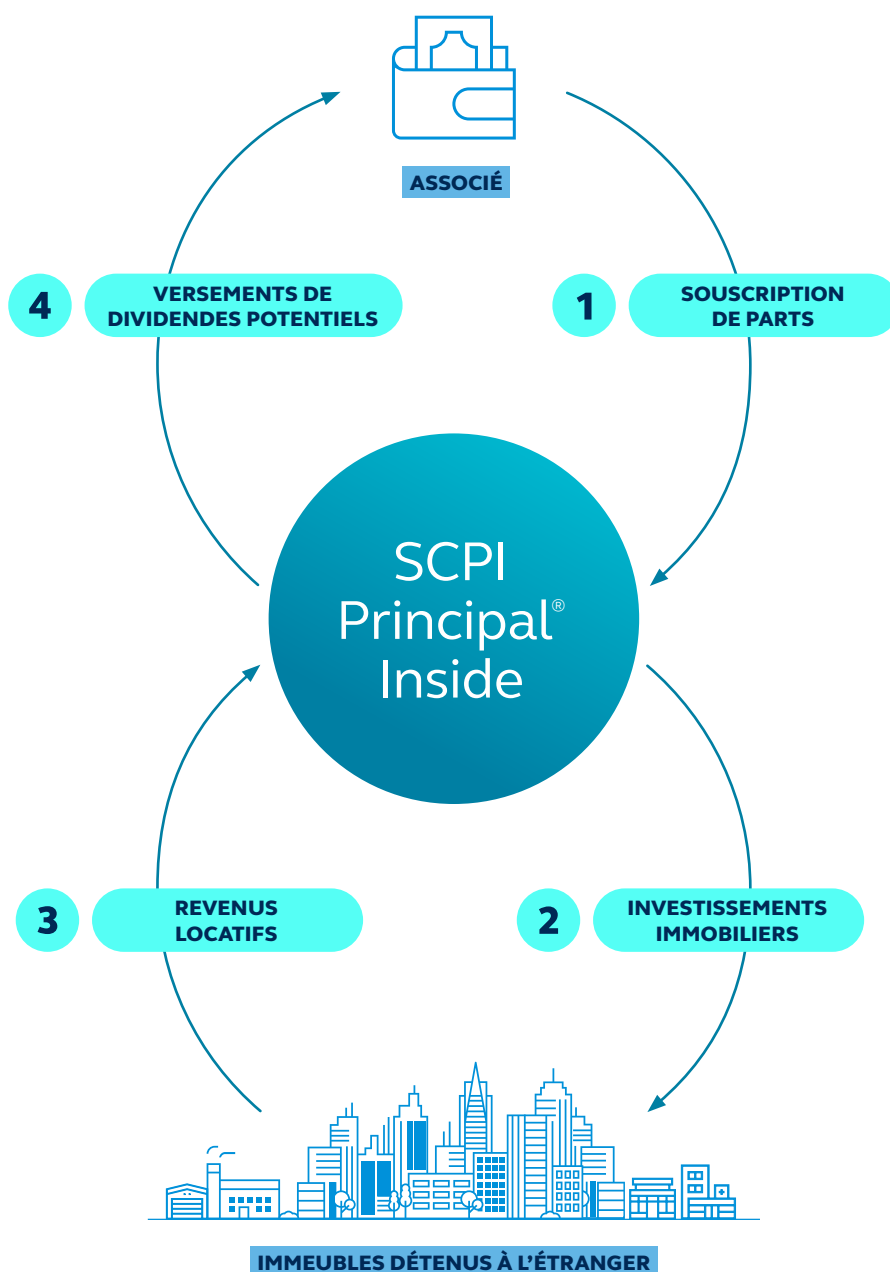 ASSOCIÉ
4
VERSEMENTS DE
DIVIDENDES POTENTIELS
1
SOUSCRIPTION
DE PARTS
SCPI
Principal®
Inside
3
REVENUS
LOCATIFS
2
INVESTISSEMENTS
IMMOBILIERS
IMMEUBLES DÉTENUS À L’ÉTRANGER